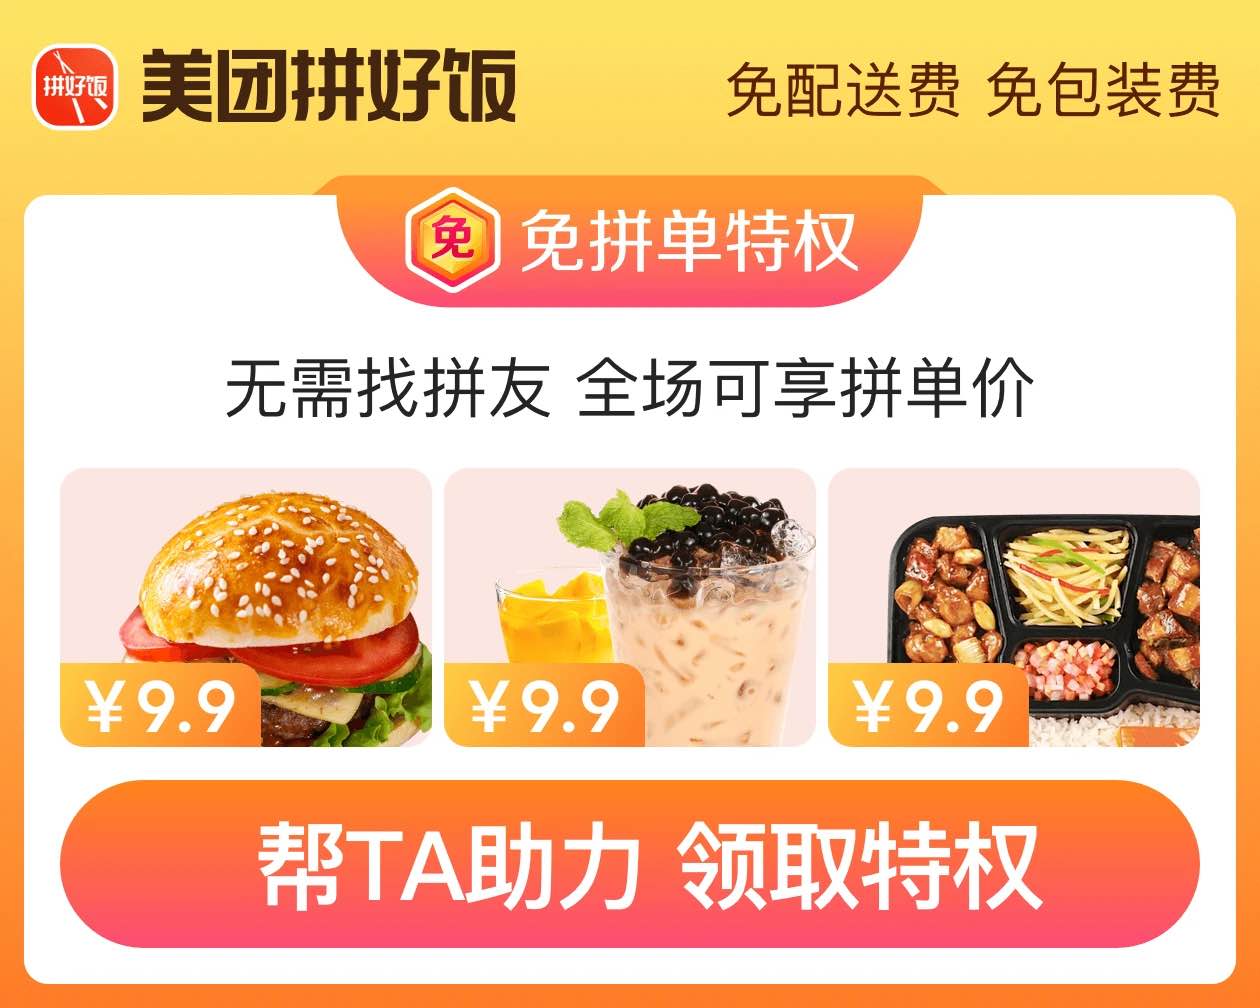 拼好饭
美团拼好饭
免配送费 免包装费
免
免拼单特权
无需找拼友 全场可享拼单价
¥9.9
¥9.9
¥9.9
帮TA助力 领取特权